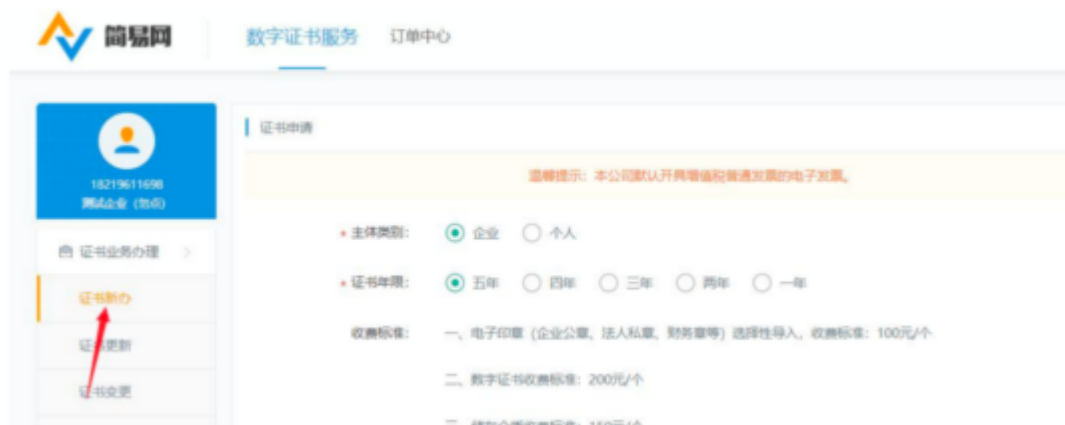 简易网
数字证书服务 订单中心
18219611698
测试企业（勿点）
证书业务办理
证书新办
证书更新
证书变更
证书申请
温馨提示：本公司默认开具增值税普通发票的电子发票。
* 主体类别： 企业 个人
* 证书年限： 五年 四年 三年 两年 一年
收费标准： 一、电子印章（企业公章、法人私章、财务章等）选择性导入，收费标准：100元/个
二、数字证书收费标准：200元/个